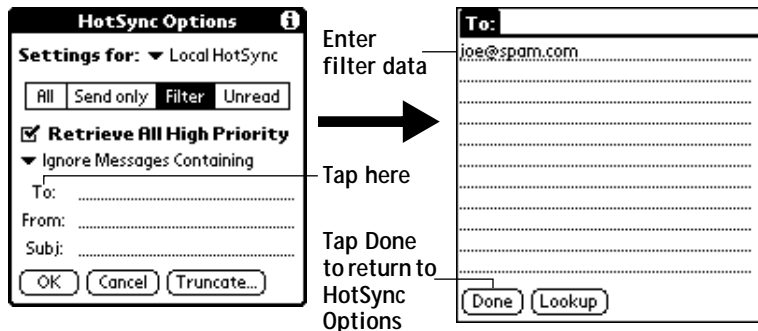 HotSync Options
Settings for: Local HotSync
All Send only Filter Unread
Retrieve All High Priority
Ignore Messages Containing
To:
From:
Subj:
OK Cancel Truncate...
Enter
filter data
Tap here
Tap Done
to return to
HotSync
Options
To:
joe@spam.com
Done Lookup